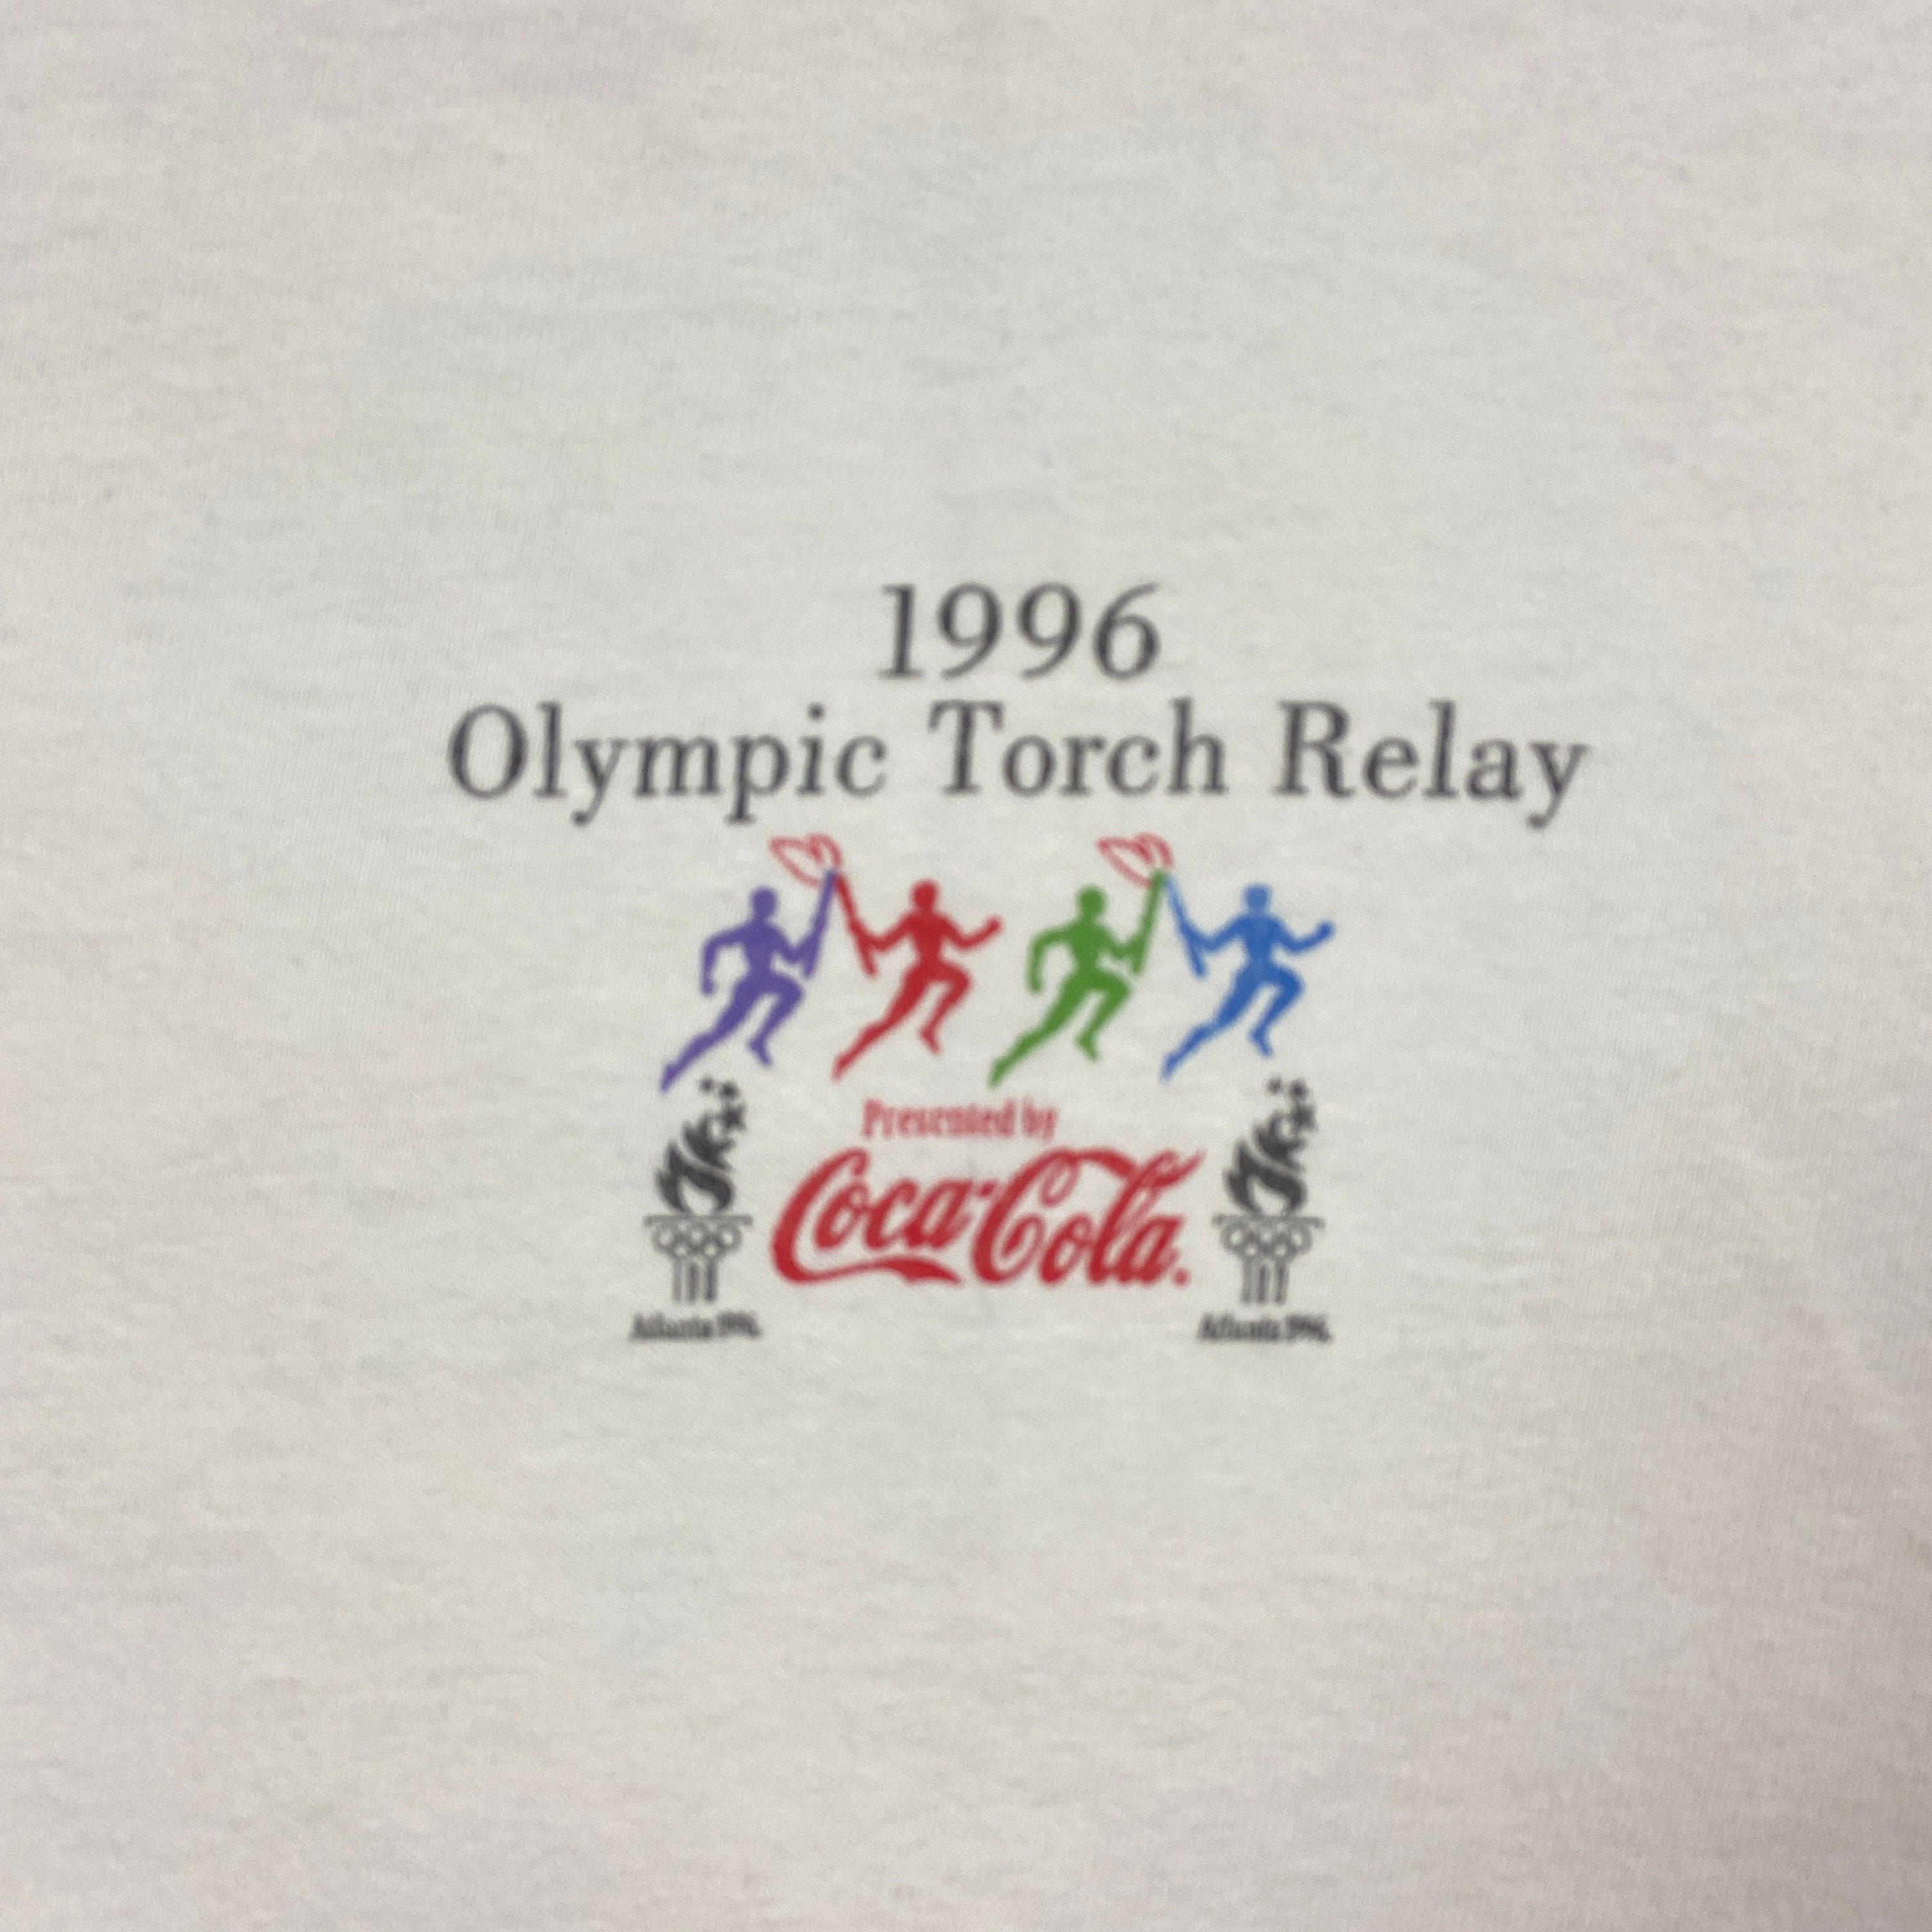 1996
Olympic Torch Relay
Presented by
Coca-Cola
Atlanta 1996
Atlanta 1996